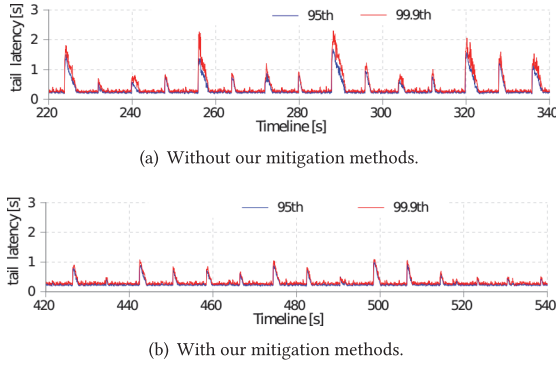 95th 99.9th
tail latency[s]
3
2
1
0
220 240 260 280 300 320 340
Timeline[s]
(a) Without our mitigation methods.
95th 99.9th
tail latency[s]
3
2
1
0
420 440 460 480 500 520 540
Timeline[s]
(b) With our mitigation methods.